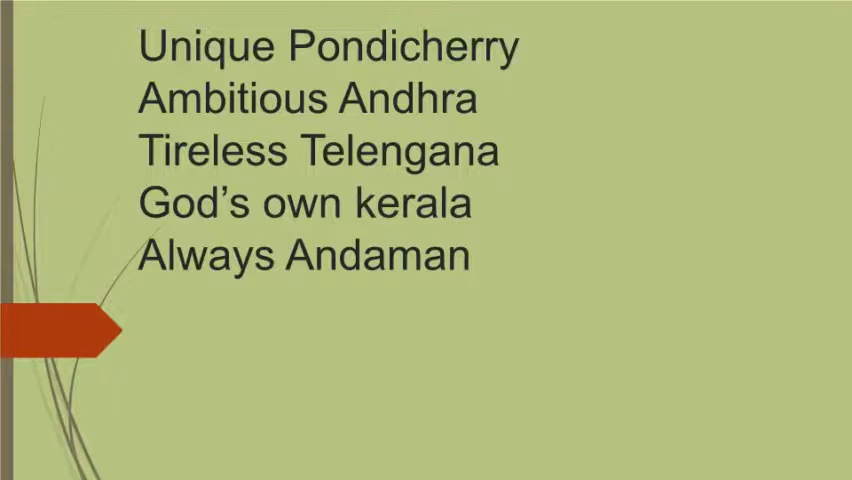 Unique Pondicherry
Ambitious Andhra
Tireless Telengana
God’s own kerala
Always Andaman